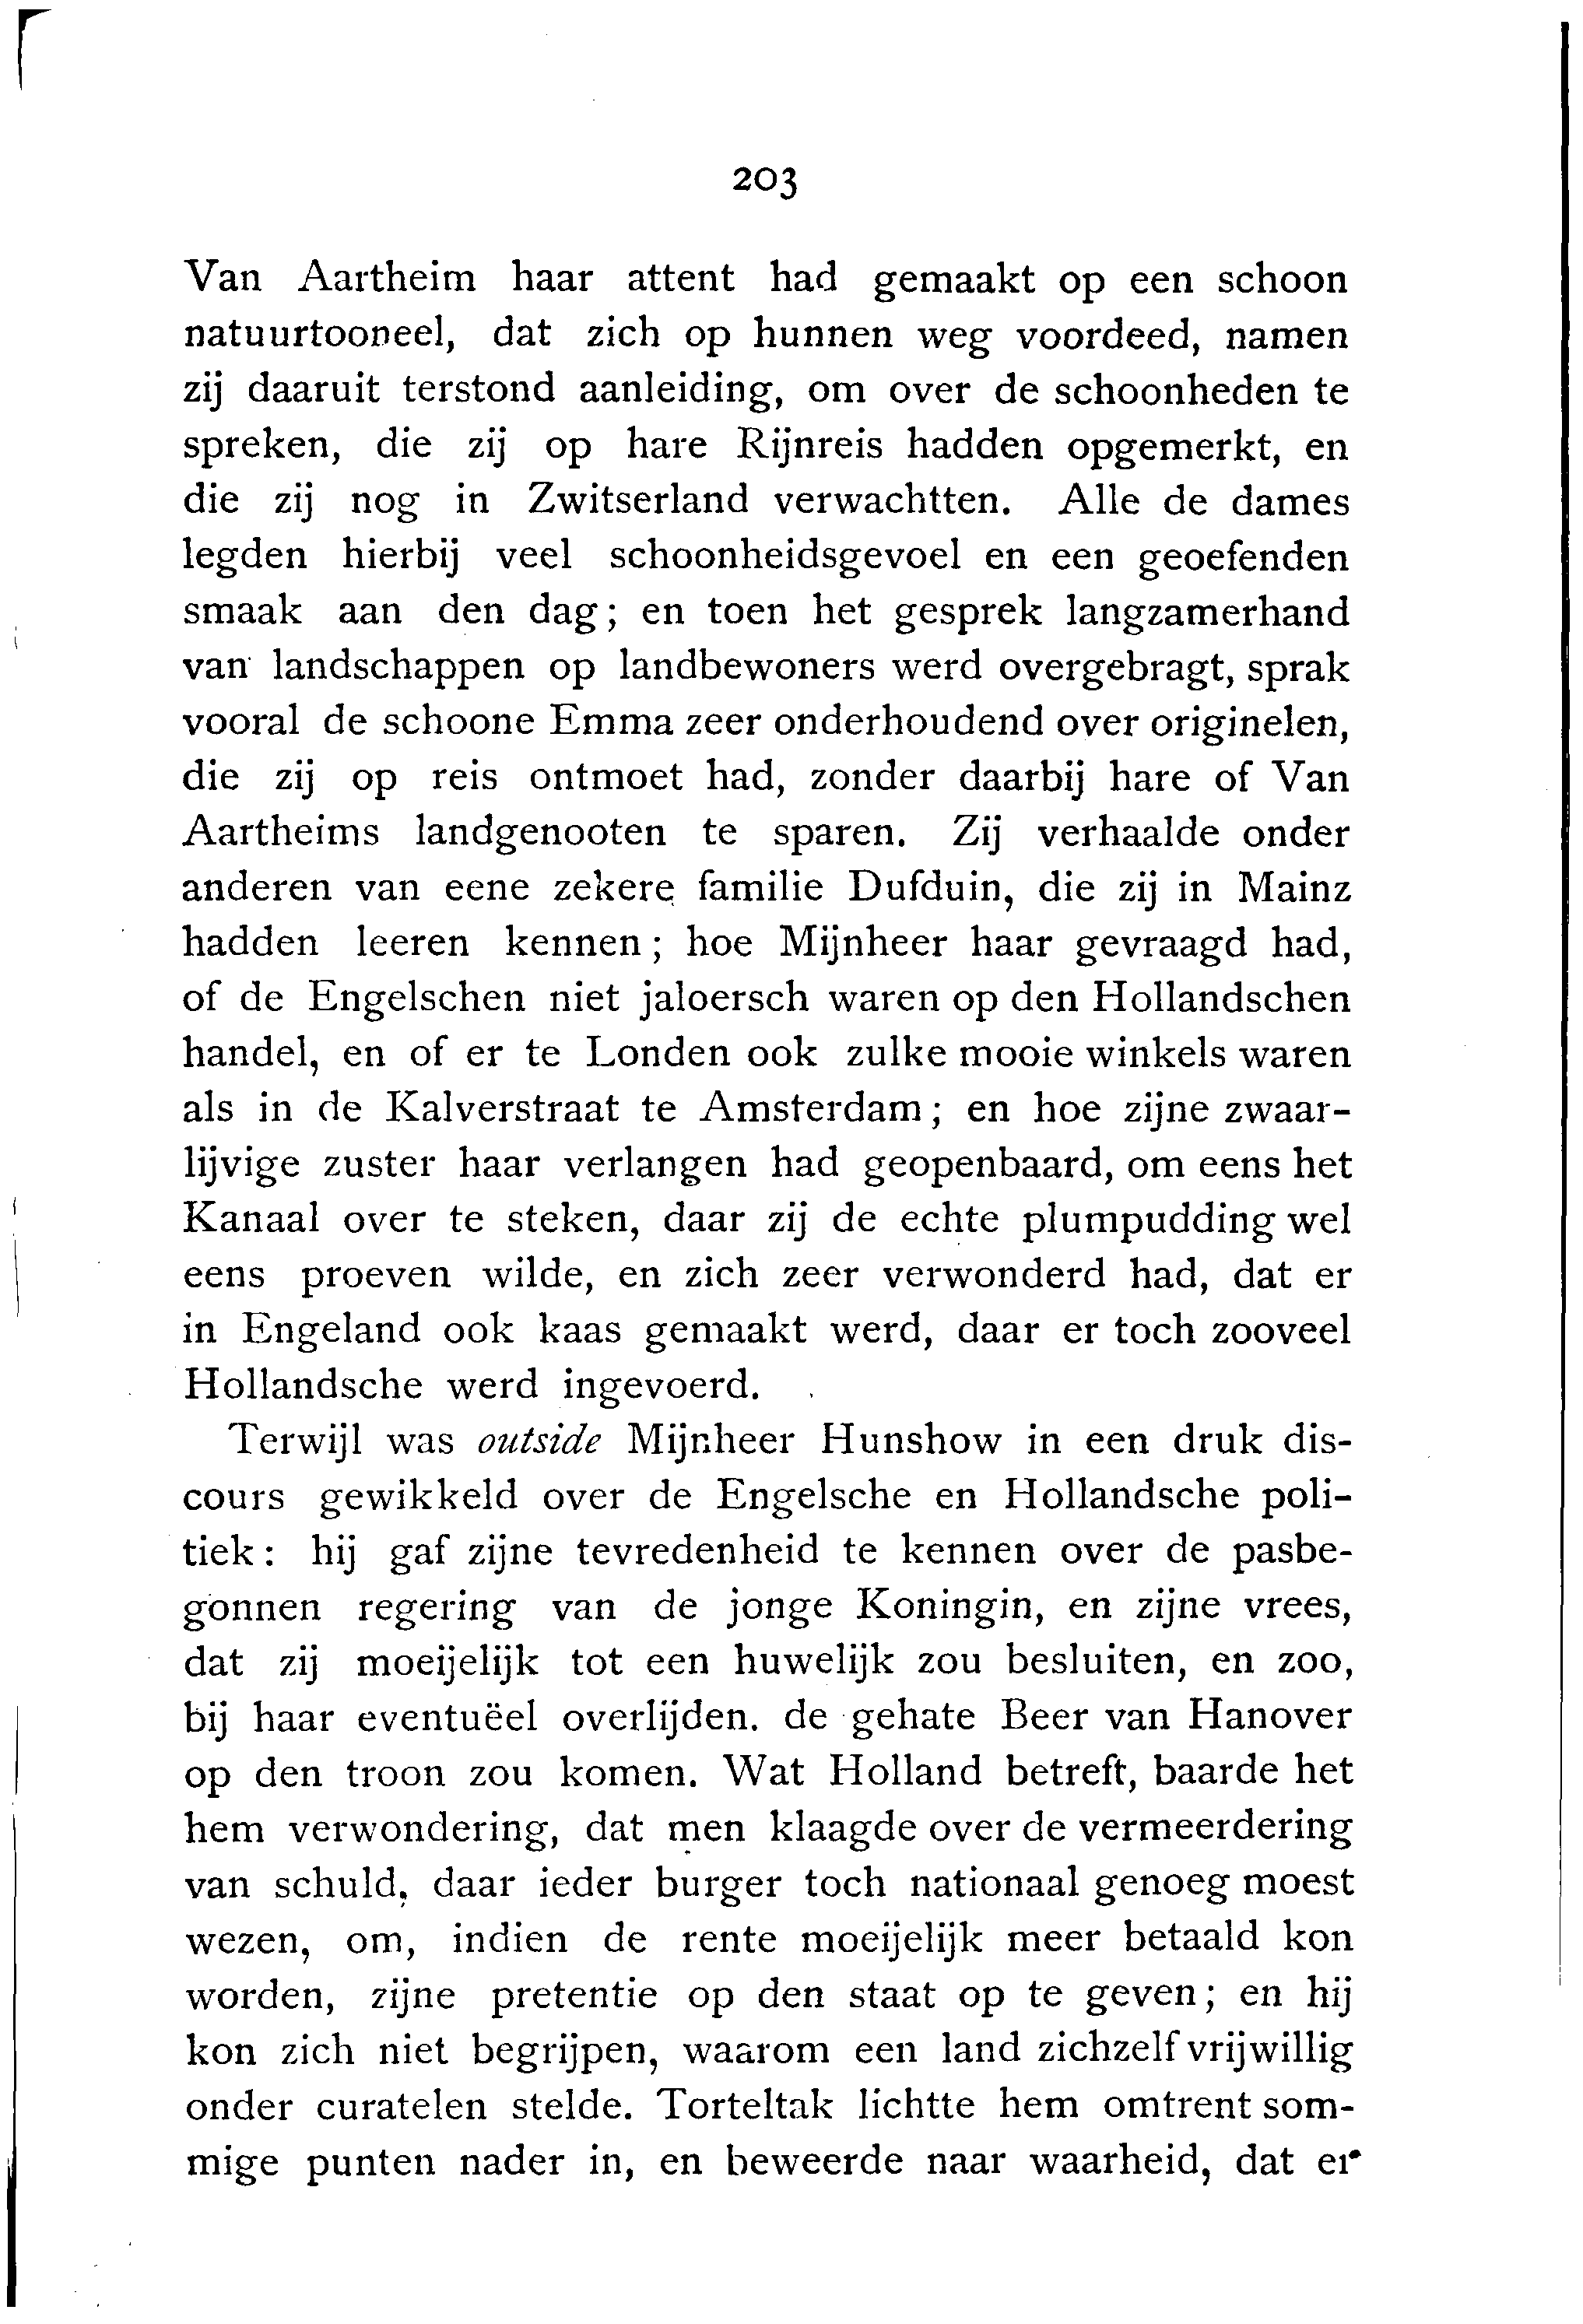 203
Van Aartheim haar attent had gemaakt op een schoon
natuurtooneel, dat zich op hunnen weg voordeed, namen
zij daaruit terstond aanleiding, om over de schoonheden te
spreken, die zij op hare Rijnreis hadden opgemerkt, en
die zij nog in Zwitserland verwachtten. Alle de dames
legden hierbij veel schoonheidsgevoel en een geoefenden
smaak aan den dag; en toen het gesprek langzamerhand
van landschappen op landbewoners werd overgebragt, sprak
vooral de schoone Emma zeer onderhoudend over originelen,
die zij op reis ontmoet had, zonder daarbij hare of Van
Aartheims landgenooten te sparen. Zij verhaalde onder
anderen van eene zekere familie Dufduin, die zij in Mainz
hadden leeren kennen; hoe Mijnheer haar gevraagd had,
of de Engelschen niet jaloersch waren op den Hollandschen
handel, en of er te Londen ook zulke mooie winkels waren
als in de Kalverstraat te Amsterdam; en hoe zijne zwaar-
lijvige zuster haar verlangen had geopenbaard, om eens het
Kanaal over te steken, daar zij de echte plumpudding wel
eens proeven wilde, en zich zeer verwonderd had, dat er
in Engeland ook kaas gemaakt werd, daar er toch zooveel
Hollandsche werd ingevoerd.
Terwijl was outside Mijnheer Hunshow in een druk dis-
cours gewikkeld over de Engelsche en Hollandsche poli-
tiek: hij gaf zijne tevredenheid te kennen over de pasbe-
gonnen regering van de jonge Koningin, en zijne vrees,
dat zij moeijelijk tot een huwelijk zou besluiten, en zoo,
bij haar eventuëel overlijden. de gehate Beer van Hanover
op den troon zou komen. Wat Holland betreft, baarde het
hem verwondering, dat men klaagde over de vermeerdering
van schuld, daar ieder burger toch nationaal genoeg moest
wezen, om, indien de rente moeijelijk meer betaald kon
worden, zijne pretentie op den staat op te geven; en hij
kon zich niet begrijpen, waarom een land zichzelf vrijwillig
onder curatelen stelde. Torteltak lichtte hem omtrent som-
mige punten nader in, en beweerde naar waarheid, dat er